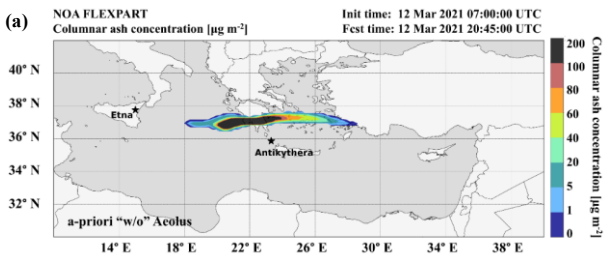 (a)
NOA FLEXPART
Init time: 12 Mar 2021 07:00:00 UTC
Columnar ash concentration [μg m-2]
Fcst time: 12 Mar 2021 20:45:00 UTC
40° N
38° N
36° N
34° N
32° N
Etna
Antikythera
a-priori “w/o” Aeolus
14° E
18° E
22° E
26° E
30° E
34° E
38° E
200
100
80
60
40
20
5
1
0
Columnar ash concentration [μg m-2]